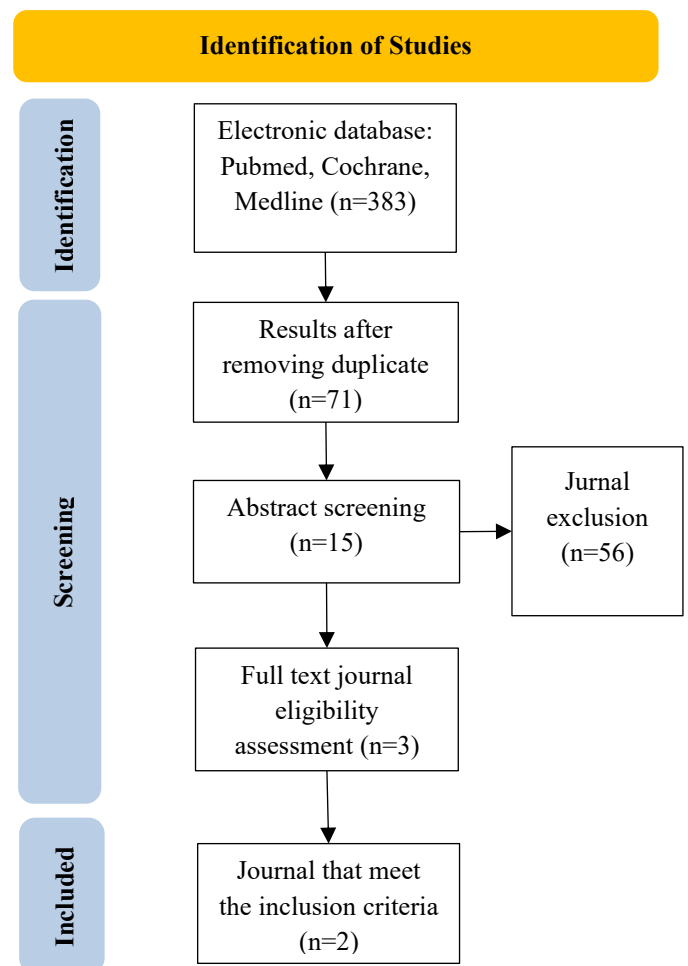 Identification of Studies
Identification
Electronic database:
Pubmed, Cochrane,
Medline (n=383)
Screening
Results after
removing duplicate
(n=71)
Abstract screening
(n=15)
Jurnal
exclusion
(n=56)
Full text journal
eligibility
assessment (n=3)
Included
Journal that meet
the inclusion criteria
(n=2)